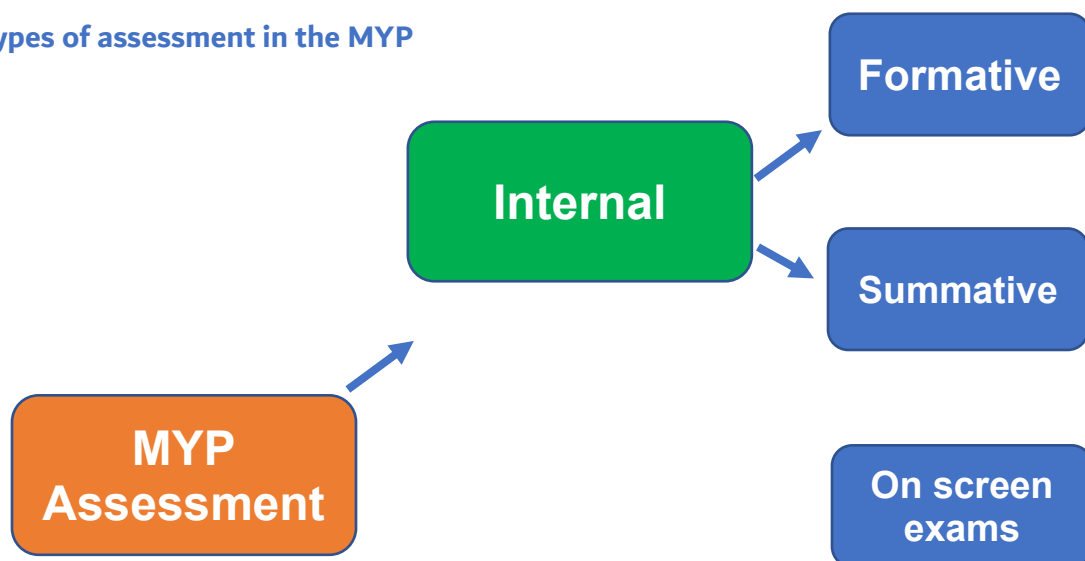 ypes of assessment in the MYP
Formative
Internal
Summative
MYP
Assessment
On screen
exams